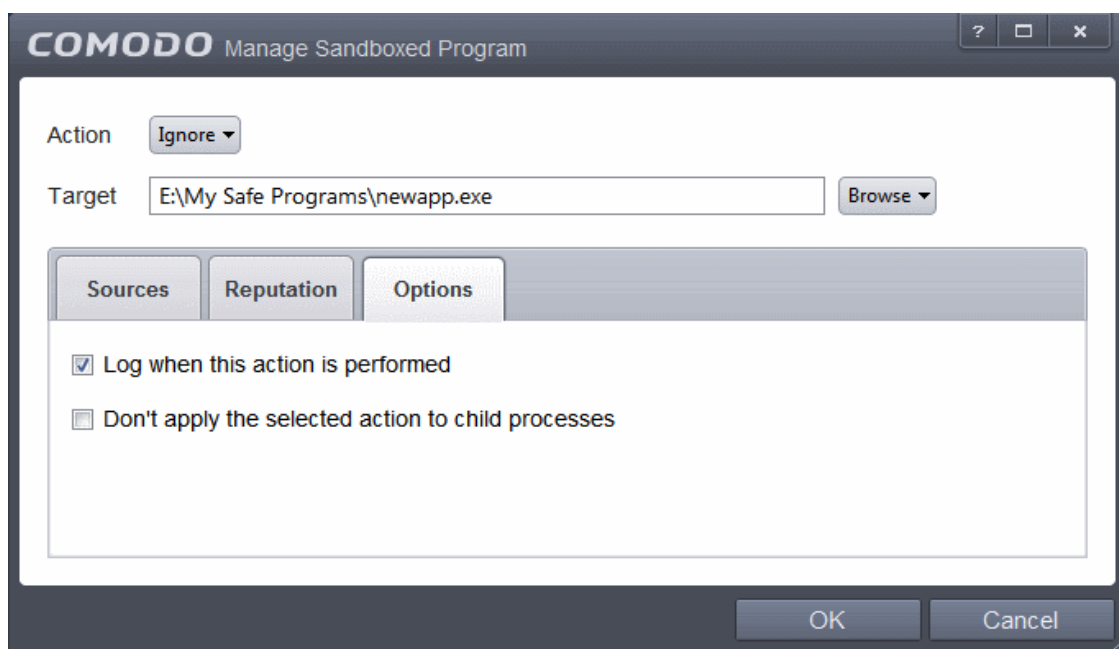 COMODO Manage Sandboxed Program ?
Action Ignore
Target E:\My Safe Programs\newapp.exe Browse
Sources Reputation Options
Log when this action is performed
Don't apply the selected action to child processes
OK Cancel